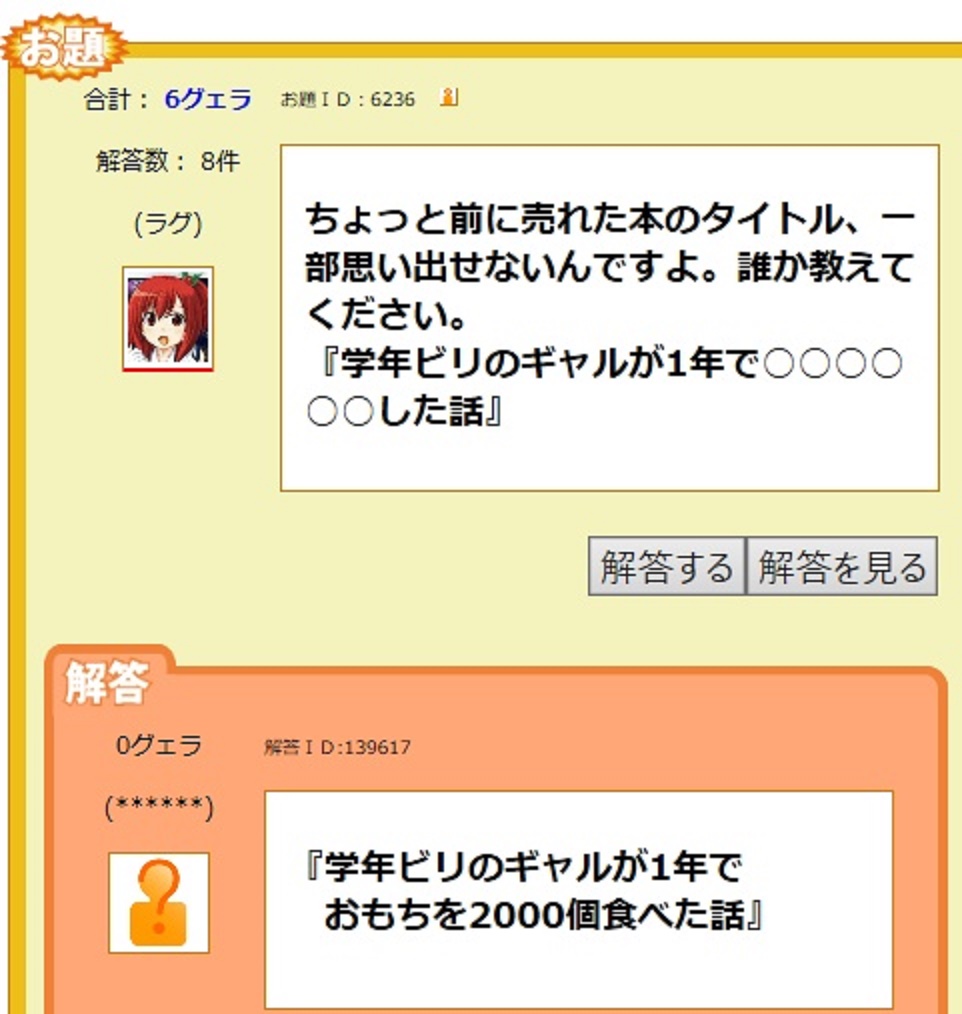 お題
合計： 6グェラ お題ＩＤ：6236
解答数： 8件
(ラグ)
ちょっと前に売れた本のタイトル、一
部思い出せないんですよ。誰か教えて
ください。
『学年ビリのギャルが1年で○○○○
○○した話』
解答する 解答を見る
解答
0グェラ 解答ＩＤ:139617
(******)
『学年ビリのギャルが1年で
おもちを2000個食べた話』